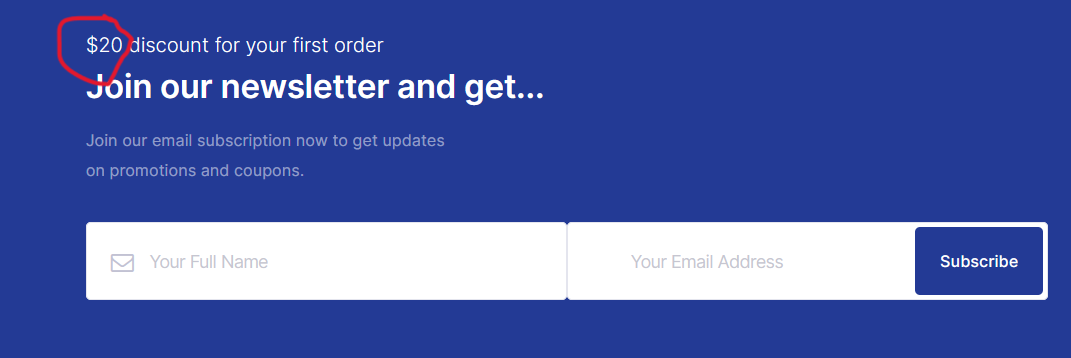 $20 discount for your first order
Join our newsletter and get...
Join our email subscription now to get updates
on promotions and coupons.
Your Full Name
Your Email Address
Subscribe